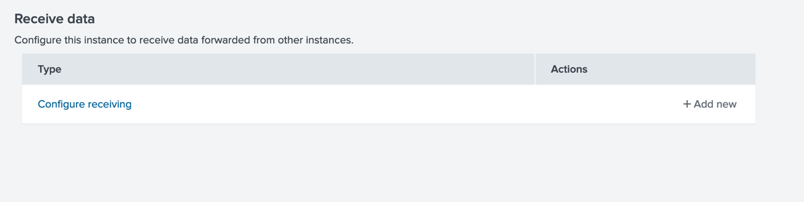 Receive data
Configure this instance to receive data forwarded from other instances.
Type Actions
Configure receiving + Add new